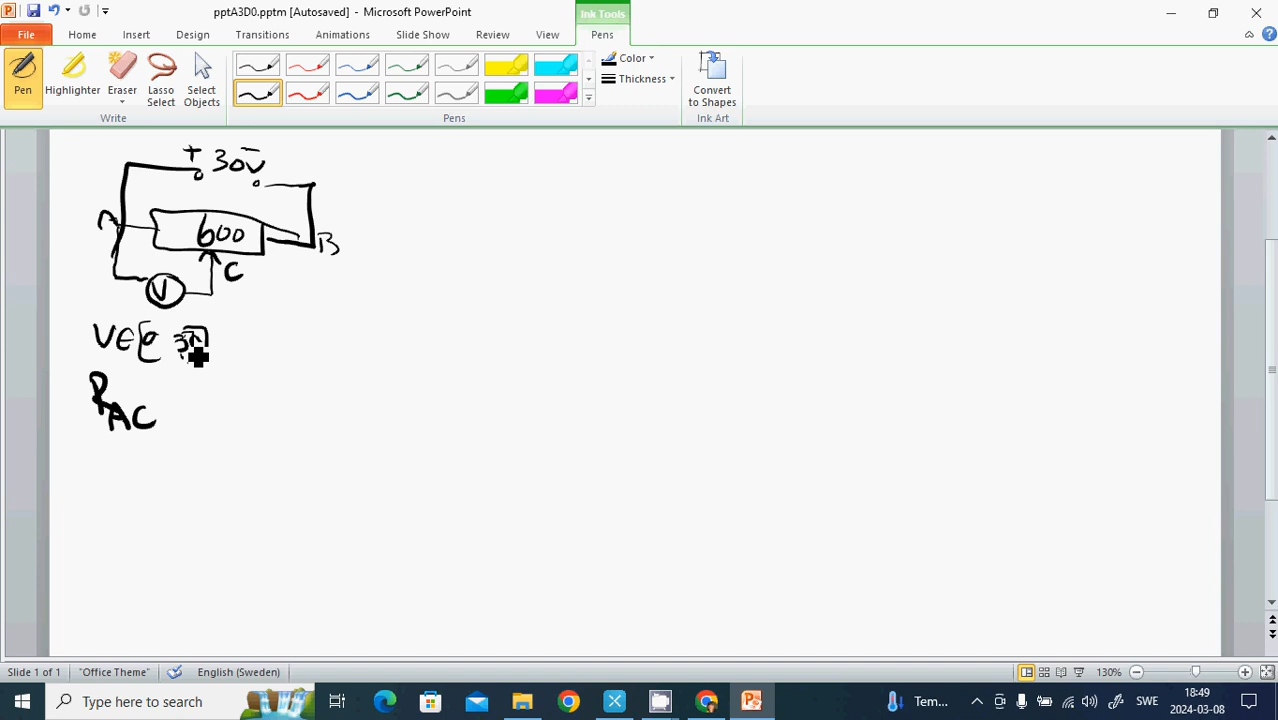 pptA3D0.pptm [Autosaved] - Microsoft PowerPoint
Ink Tools
File Home Insert Design Transitions Animations Slide Show Review View Pens
Pen Highlighter Eraser Lasso Select Select Objects
Color
Thickness
Convert to Shapes
Write Pens Ink Art
+ 30V
600
B
C
V
R AC
Slide 1 of 1 "Office Theme" English (Sweden) 130%
Type here to search
Tem... SWE 18:49
2024-03-08